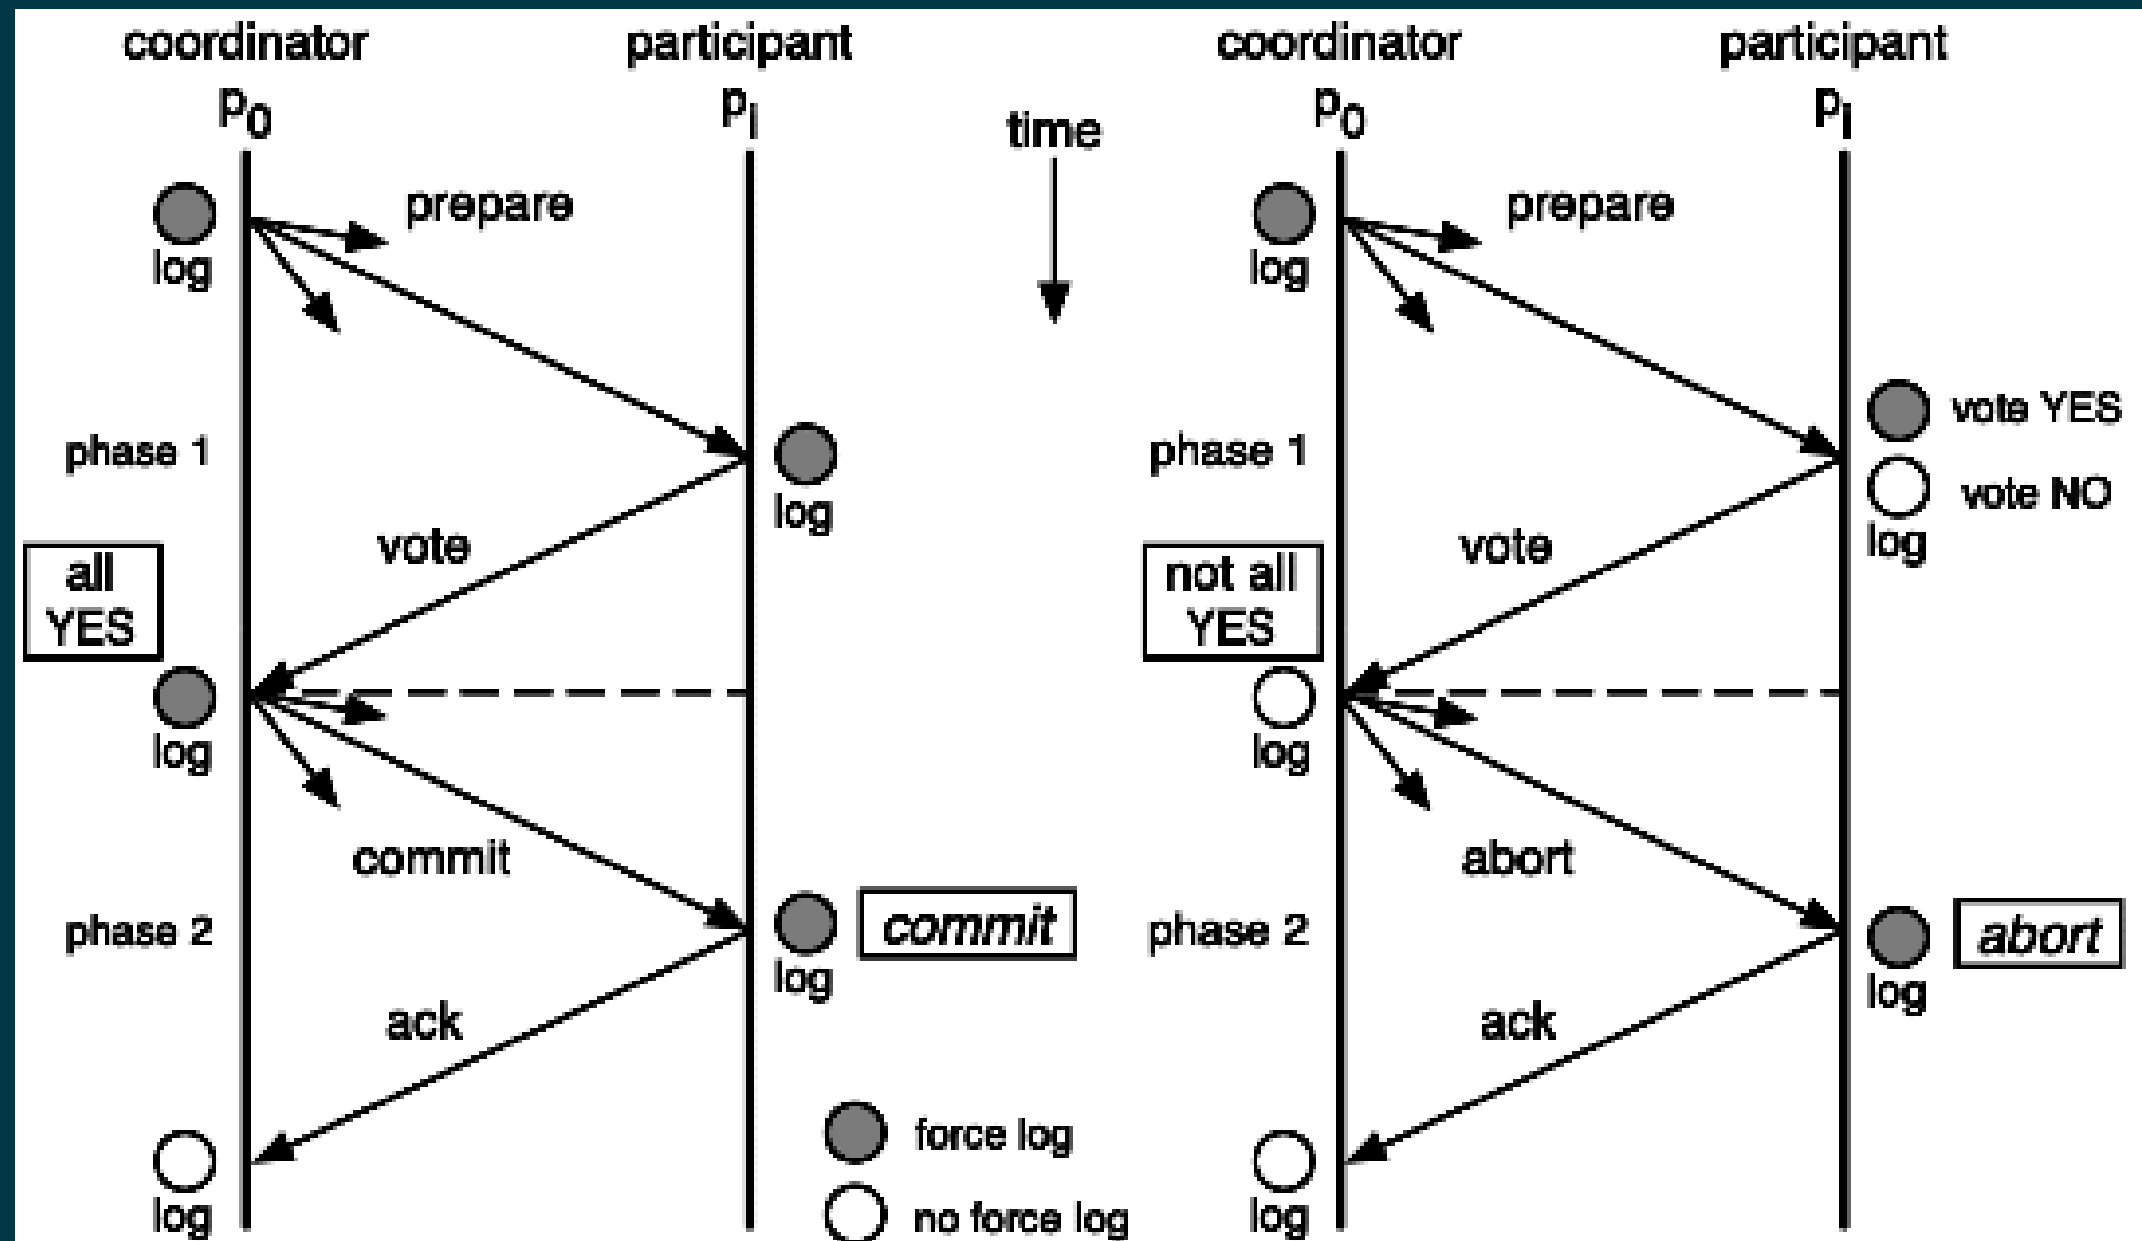 coordinator
participant
p0
pi
prepare
log
phase 1
log
vote
all
YES
log
commit
phase 2
commit
log
ack
log
time
force log
no force log
coordinator
participant
p0
pi
prepare
log
phase 1
vote YES
vote NO
log
vote
not all
YES
log
abort
phase 2
abort
log
ack
log